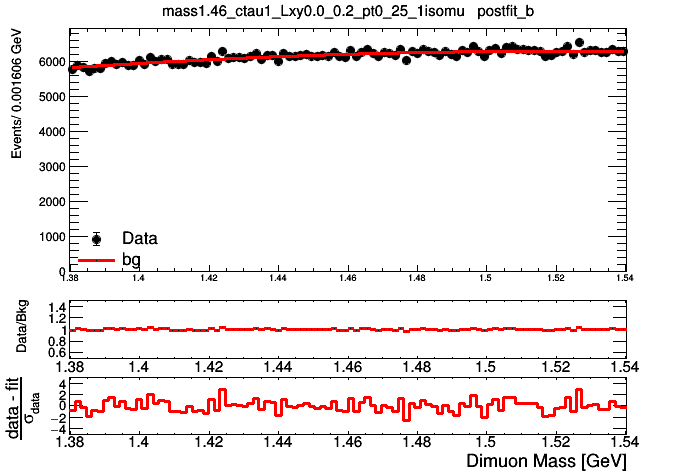 mass1.46_ctau1_Lxy0.0_0.2_pt0_25_1isomu postfit_b
Events/ 0.001606 GeV
6000
5000
4000
3000
2000
1000
0
Data
bg
1.38 1.4 1.42 1.44 1.46 1.48 1.5 1.52 1.54
Data/Bkg
1.4
1.2
1
0.8
0.6
1.38 1.4 1.42 1.44 1.46 1.48 1.5 1.52 1.54
data - fit
σdata
4
2
0
−2
−4
1.38 1.4 1.42 1.44 1.46 1.48 1.5 1.52 1.54
Dimuon Mass [GeV]